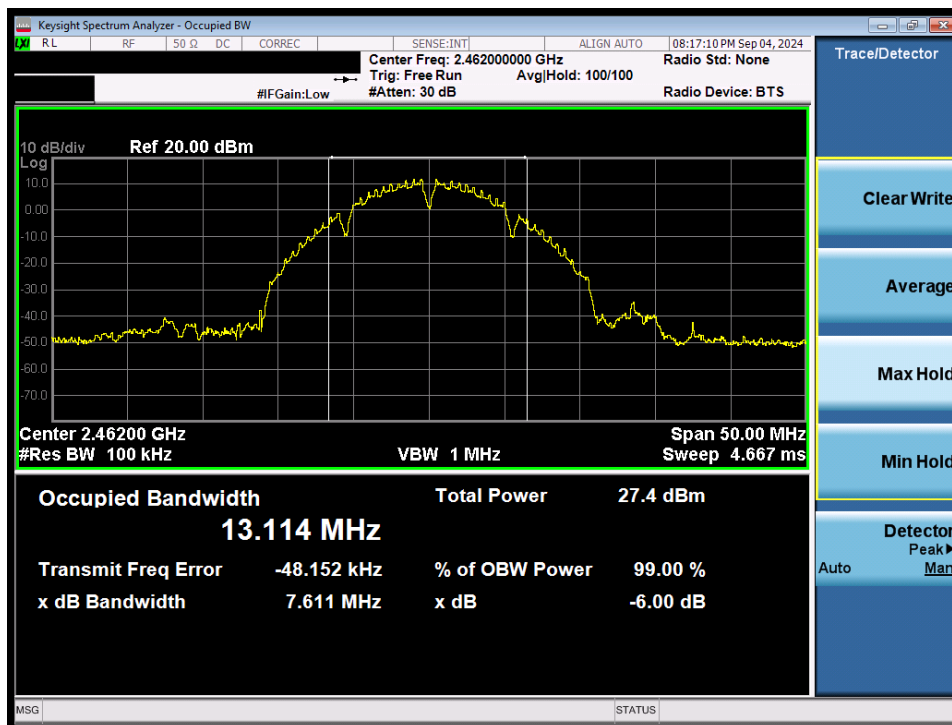 Keysight Spectrum Analyzer - Occupied BW
LXI RL RF 50 Ω DC CORREC SENSE:INT ALIGN AUTO 08:17:10 PM Sep 04, 2024
Center Freq: 2.462000000 GHz Radio Std: None
Trig: Free Run Avg|Hold: 100/100
#IFGain:Low #Atten: 30 dB Radio Device: BTS
Trace/Detector
10 dB/div Ref 20.00 dBm
Log
10.0
0.00
-10.0
-20.0
-30.0
-40.0
-50.0
-60.0
-70.0
Center 2.46200 GHz Span 50.00 MHz
#Res BW 100 kHz VBW 1 MHz Sweep 4.667 ms
Occupied Bandwidth Total Power 27.4 dBm
13.114 MHz
Transmit Freq Error -48.152 kHz % of OBW Power 99.00 %
x dB Bandwidth 7.611 MHz x dB -6.00 dB
Clear Write
Average
Max Hold
Min Hold
Detector
Peak▶
Auto Man
MSG STATUS